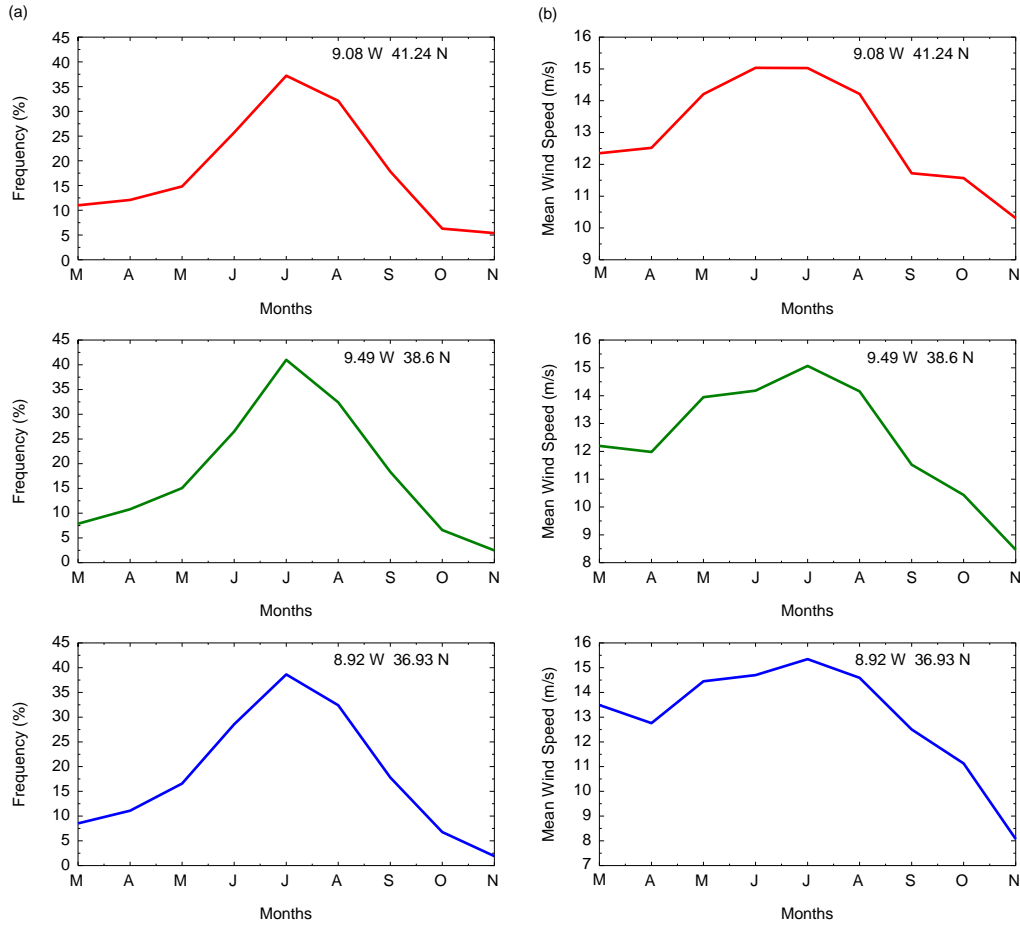 (a)
(b)
9.08 W 41.24 N
Frequency (%)
45
40
35
30
25
20
15
10
5
0
M A M J J A S O N
Months
9.08 W 41.24 N
Mean Wind Speed (m/s)
16
15
14
13
12
11
10
9
M A M J J A S O N
Months
9.49 W 38.6 N
Frequency (%)
45
40
35
30
25
20
15
10
5
0
M A M J J A S O N
Months
9.49 W 38.6 N
Mean Wind Speed (m/s)
16
15
14
13
12
11
10
9
8
M A M J J A S O N
Months
8.92 W 36.93 N
Frequency (%)
45
40
35
30
25
20
15
10
5
0
M A M J J A S O N
Months
8.92 W 36.93 N
Mean Wind Speed (m/s)
16
15
14
13
12
11
10
9
8
7
M A M J J A S O N
Months